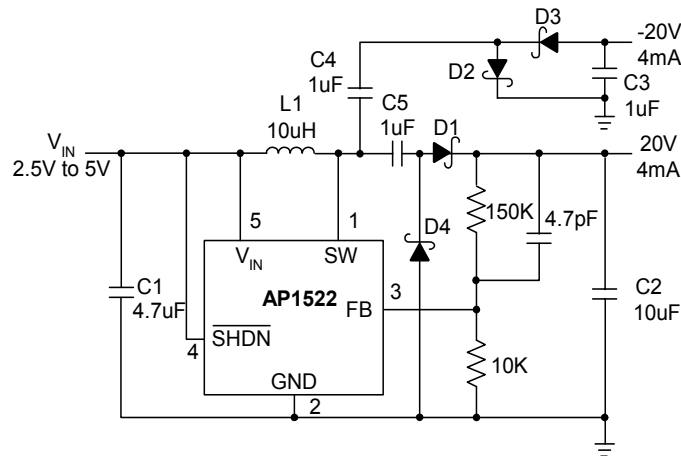 D3
-20V
4mA
C4
1uF
D2
C3
1uF
L1
10uH
C5
1uF
D1
VIN
2.5V to 5V
20V
4mA
5
1
150K
4.7pF
D4
VIN
SW
AP1522
3
FB
C1
4.7uF
C2
10uF
SHDN
4
10K
GND
2